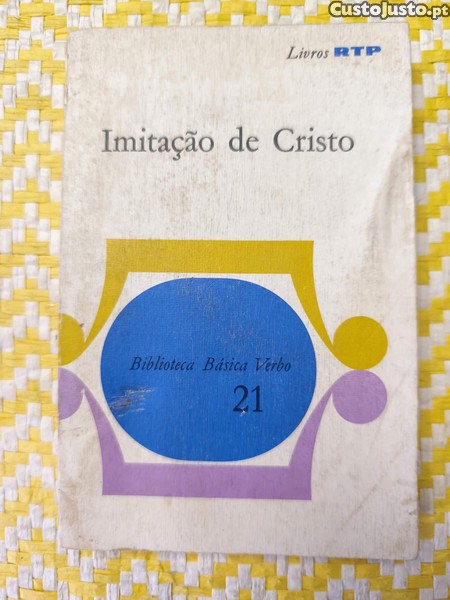 CustoJusto.pt
Livros RTP
Imitação de Cristo
Biblioteca Básica Verbo
21